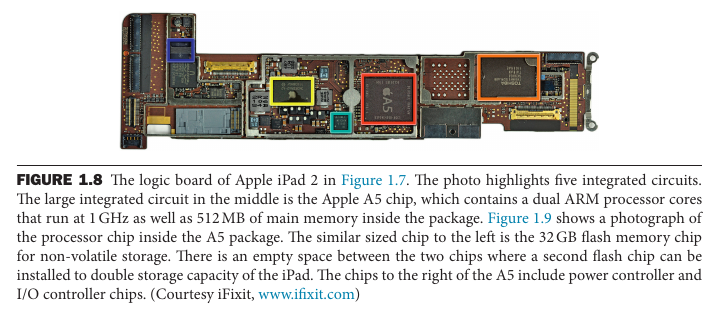 A5
FIGURE 1.8 The logic board of Apple iPad 2 in Figure 1.7. The photo highlights five integrated circuits.
The large integrated circuit in the middle is the Apple A5 chip, which contains a dual ARM processor cores
that run at 1 GHz as well as 512 MB of main memory inside the package. Figure 1.9 shows a photograph of
the processor chip inside the A5 package. The similar sized chip to the left is the 32 GB flash memory chip
for non-volatile storage. There is an empty space between the two chips where a second flash chip can be
installed to double storage capacity of the iPad. The chips to the right of the A5 include power controller and
I/O controller chips. (Courtesy iFixit, www.ifixit.com)